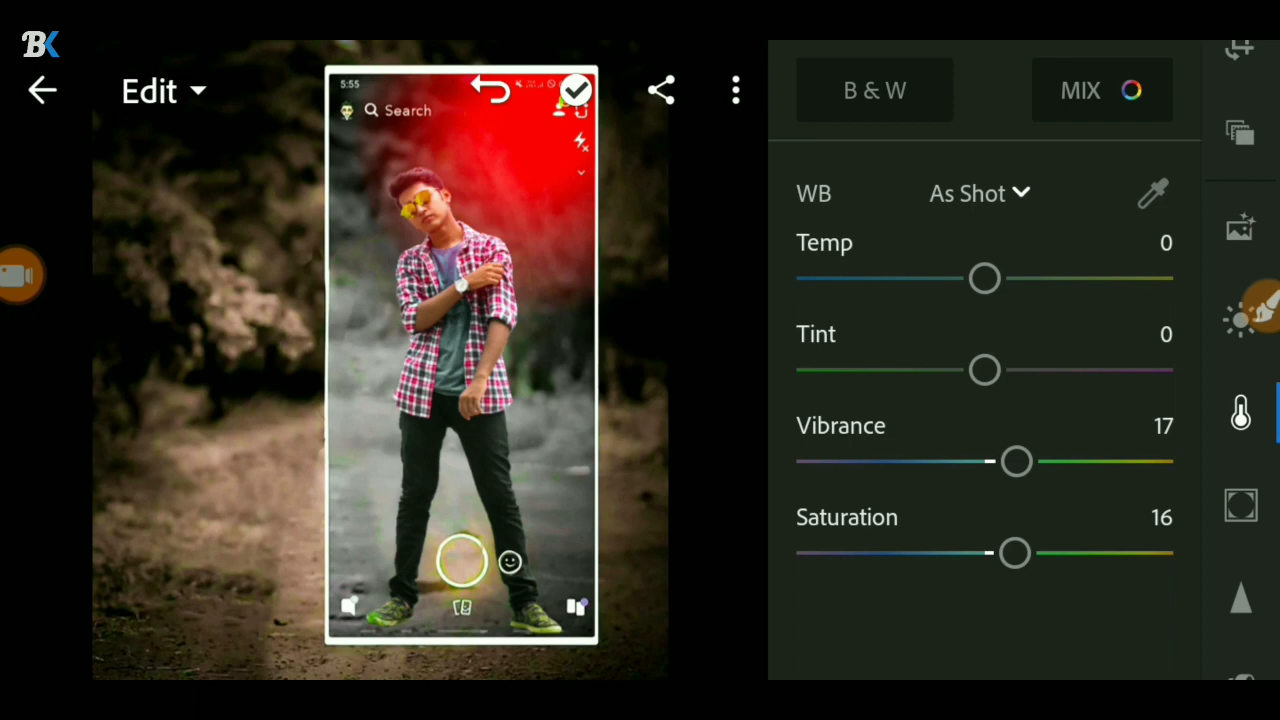 BK
Edit
5:55
Search
B & W
MIX
WB
As Shot
Temp
0
Tint
0
Vibrance
17
Saturation
16